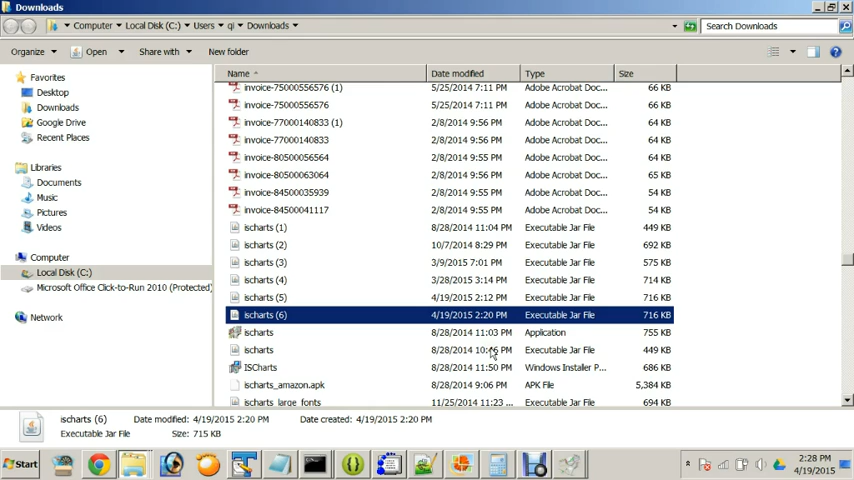 Downloads
Computer ▸ Local Disk (C:) ▸ Users ▸ qi ▸ Downloads ▸
Search Downloads
Organize Open Share with New folder
Name Date modified Type Size
Favorites
Desktop
Downloads
Google Drive
Recent Places
Libraries
Documents
Music
Pictures
Videos
Computer
Local Disk (C:)
Microsoft Office Click-to-Run 2010 (Protected)
Network
invoice-75000556576 (1) 5/25/2014 7:11 PM Adobe Acrobat Doc... 66 KB
invoice-75000556576 5/25/2014 7:11 PM Adobe Acrobat Doc... 66 KB
invoice-77000140833 (1) 2/8/2014 9:56 PM Adobe Acrobat Doc... 64 KB
invoice-77000140833 2/8/2014 9:56 PM Adobe Acrobat Doc... 64 KB
invoice-80500056564 2/8/2014 9:56 PM Adobe Acrobat Doc... 64 KB
invoice-80500063064 2/8/2014 9:56 PM Adobe Acrobat Doc... 65 KB
invoice-84500035939 2/8/2014 9:55 PM Adobe Acrobat Doc... 54 KB
invoice-84500041117 2/8/2014 9:55 PM Adobe Acrobat Doc... 54 KB
ischarts (1) 8/28/2014 11:04 PM Executable Jar File 449 KB
ischarts (2) 10/7/2014 8:29 PM Executable Jar File 692 KB
ischarts (3) 3/9/2015 7:01 PM Executable Jar File 575 KB
ischarts (4) 3/28/2015 3:14 PM Executable Jar File 714 KB
ischarts (5) 4/19/2015 2:12 PM Executable Jar File 716 KB
ischarts (6) 4/19/2015 2:20 PM Executable Jar File 716 KB
ischarts 8/28/2014 11:03 PM Application 755 KB
ischarts 8/28/2014 PM Executable Jar File 449 KB
ISCharts 8/28/2014 11:50 PM Windows Installer P... 686 KB
ischarts_amazon.apk 8/28/2014 9:06 PM APK File 5,384 KB
ischarts_large_fonts 11/25/2014 11:23 ... Executable Jar File 694 KB
ischarts (6) Date modified: 4/19/2015 2:20 PM Date created: 4/19/2015 2:20 PM
Executable Jar File Size: 715 KB
Start
2:28 PM
4/19/2015